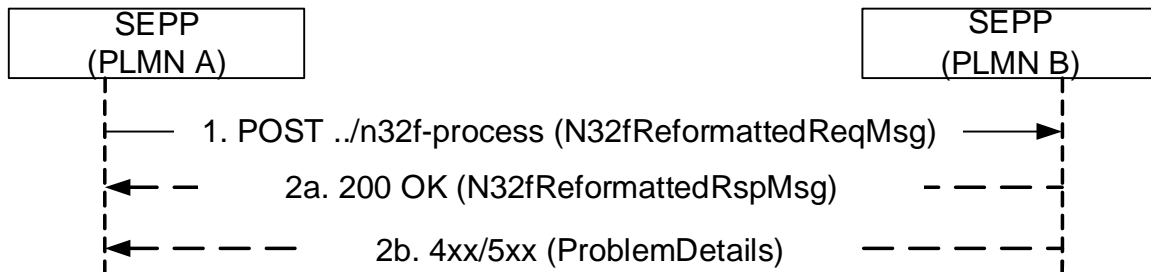 SEPP
(PLMN A)
SEPP
(PLMN B)
1. POST ../n32f-process (N32fReformattedReqMsg)
2a. 200 OK (N32fReformattedRspMsg)
2b. 4xx/5xx (ProblemDetails)